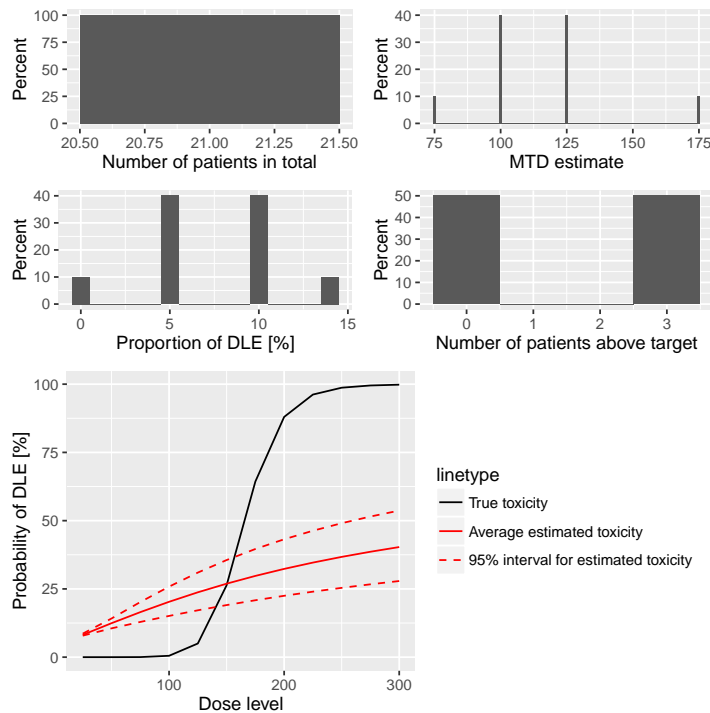 Percent
100
75
50
25
0
20.50 20.75 21.00 21.25 21.50
Number of patients in total
Percent
40
30
20
10
0
75 100 125 150 175
MTD estimate
Percent
40
30
20
10
0
0 5 10 15
Proportion of DLE [%]
Percent
50
40
30
20
10
0
0 1 2 3
Number of patients above target
Probability of DLE [%]
100
75
50
25
0
100 200 300
Dose level
linetype
True toxicity
Average estimated toxicity
95% interval for estimated toxicity